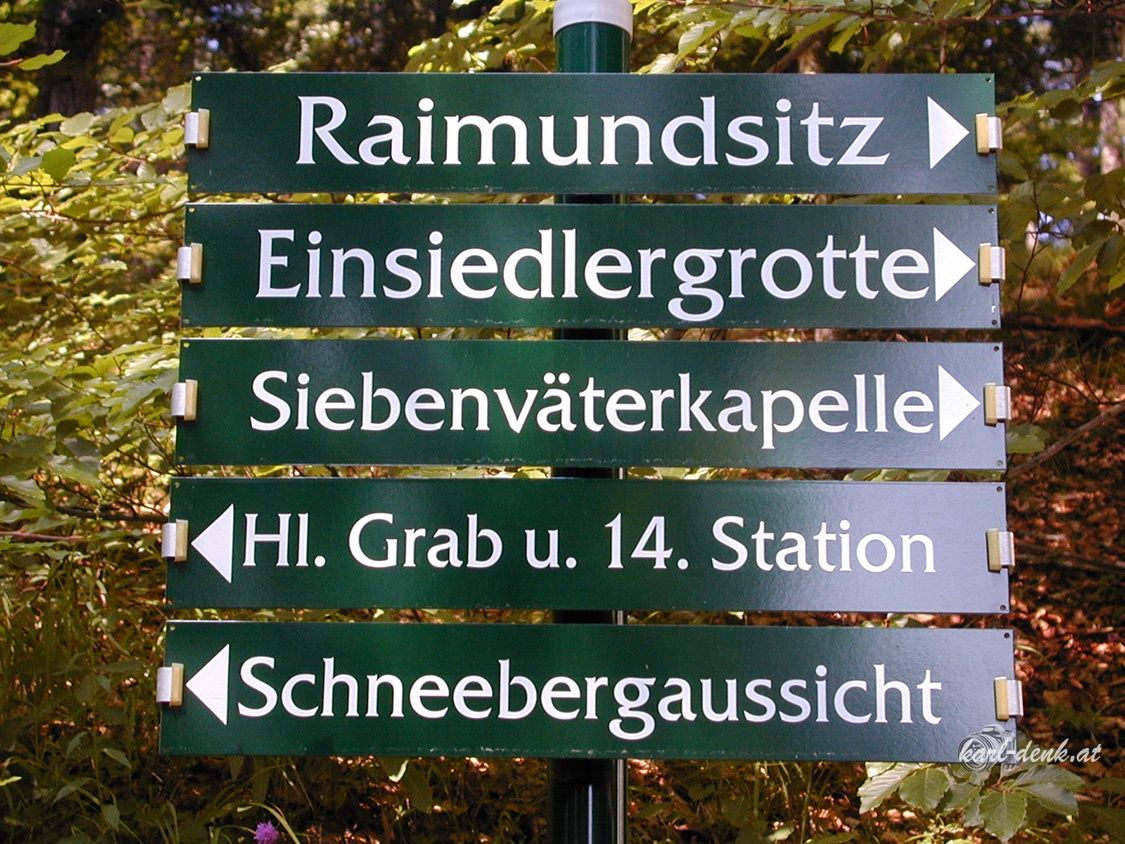 Raimundsitz
Einsiedlergrotte
Siebenväterkapelle
Hl. Grab u. 14. Station
Schneebergaussicht
karl-denk.at